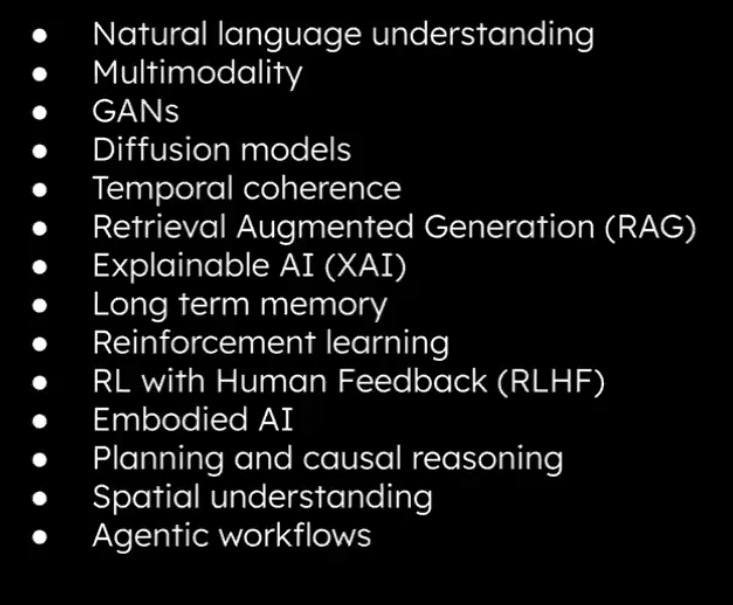 ● Natural language understanding
● Multimodality
● GANs
● Diffusion models
● Temporal coherence
● Retrieval Augmented Generation (RAG)
● Explainable AI (XAI)
● Long term memory
● Reinforcement learning
● RL with Human Feedback (RLHF)
● Embodied AI
● Planning and causal reasoning
● Spatial understanding
● Agentic workflows